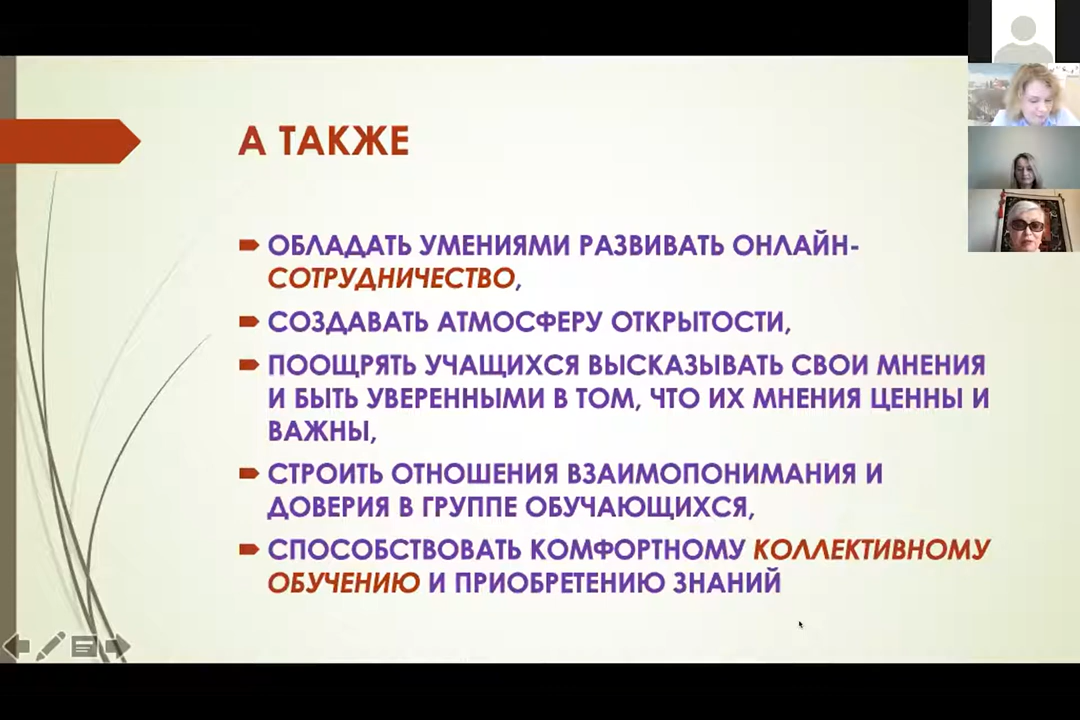 А ТАКЖЕ
ОБЛАДАТЬ УМЕНИЯМИ РАЗВИВАТЬ ОНЛАЙН-
СОТРУДНИЧЕСТВО,
СОЗДАВАТЬ АТМОСФЕРУ ОТКРЫТОСТИ,
ПООЩРЯТЬ УЧАЩИХСЯ ВЫСКАЗЫВАТЬ СВОИ МНЕНИЯ
И БЫТЬ УВЕРЕННЫМИ В ТОМ, ЧТО ИХ МНЕНИЯ ЦЕННЫ И
ВАЖНЫ,
СТРОИТЬ ОТНОШЕНИЯ ВЗАИМОПОНИМАНИЯ И
ДОВЕРИЯ В ГРУППЕ ОБУЧАЮЩИХСЯ,
СПОСОБСТВОВАТЬ КОМФОРТНОМУ КОЛЛЕКТИВНОМУ
ОБУЧЕНИЮ И ПРИОБРЕТЕНИЮ ЗНАНИЙ